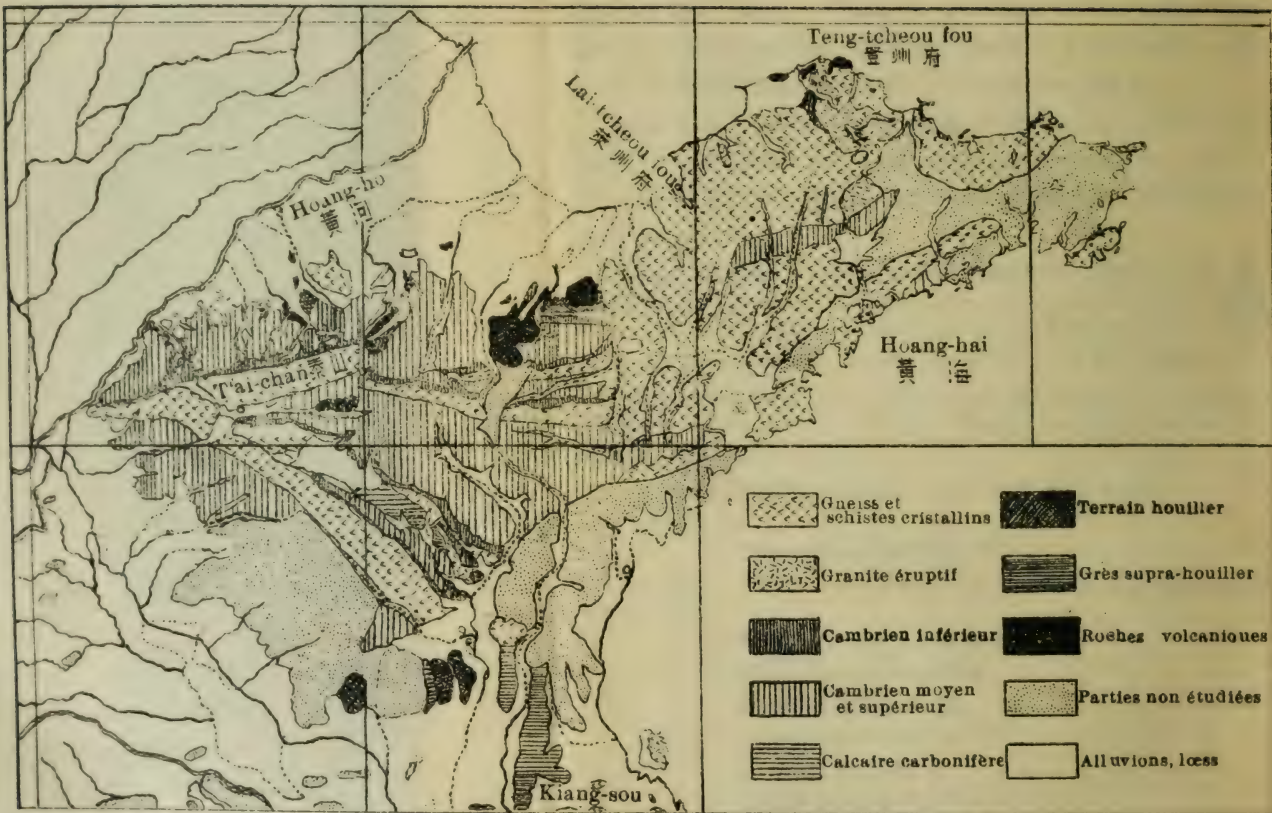 Teng-tcheou fou
登州府
Lai-tcheou fou
萊州府
Hoang-ho
黃河
T'ai-chan 泰山
Hoang-hai
黃海
Kiang-sou
Gneiss et
schistes cristallins
Granite éruptif
Cambrien inférieur
Cambrien moyen
et supérieur
Calcaire carbonifère
Terrain houiller
Grès supra-houiller
Roches volcaniques
Parties non étudiées
Alluvions, lœss